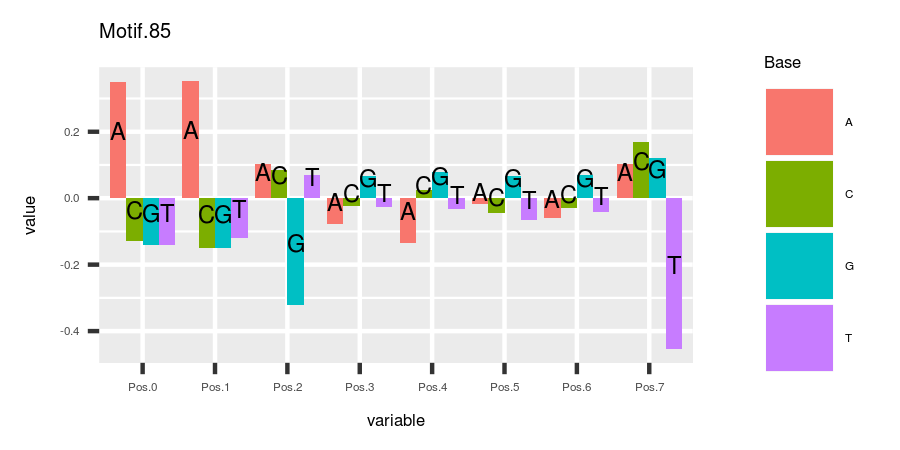 Motif.85
Base
A
C
G
T
value
0.2
0.0
-0.2
-0.4
A C G T A C G T A C G T A C G T A C G T A C G T A C G T A C G T
Pos.0 Pos.1 Pos.2 Pos.3 Pos.4 Pos.5 Pos.6 Pos.7
variable